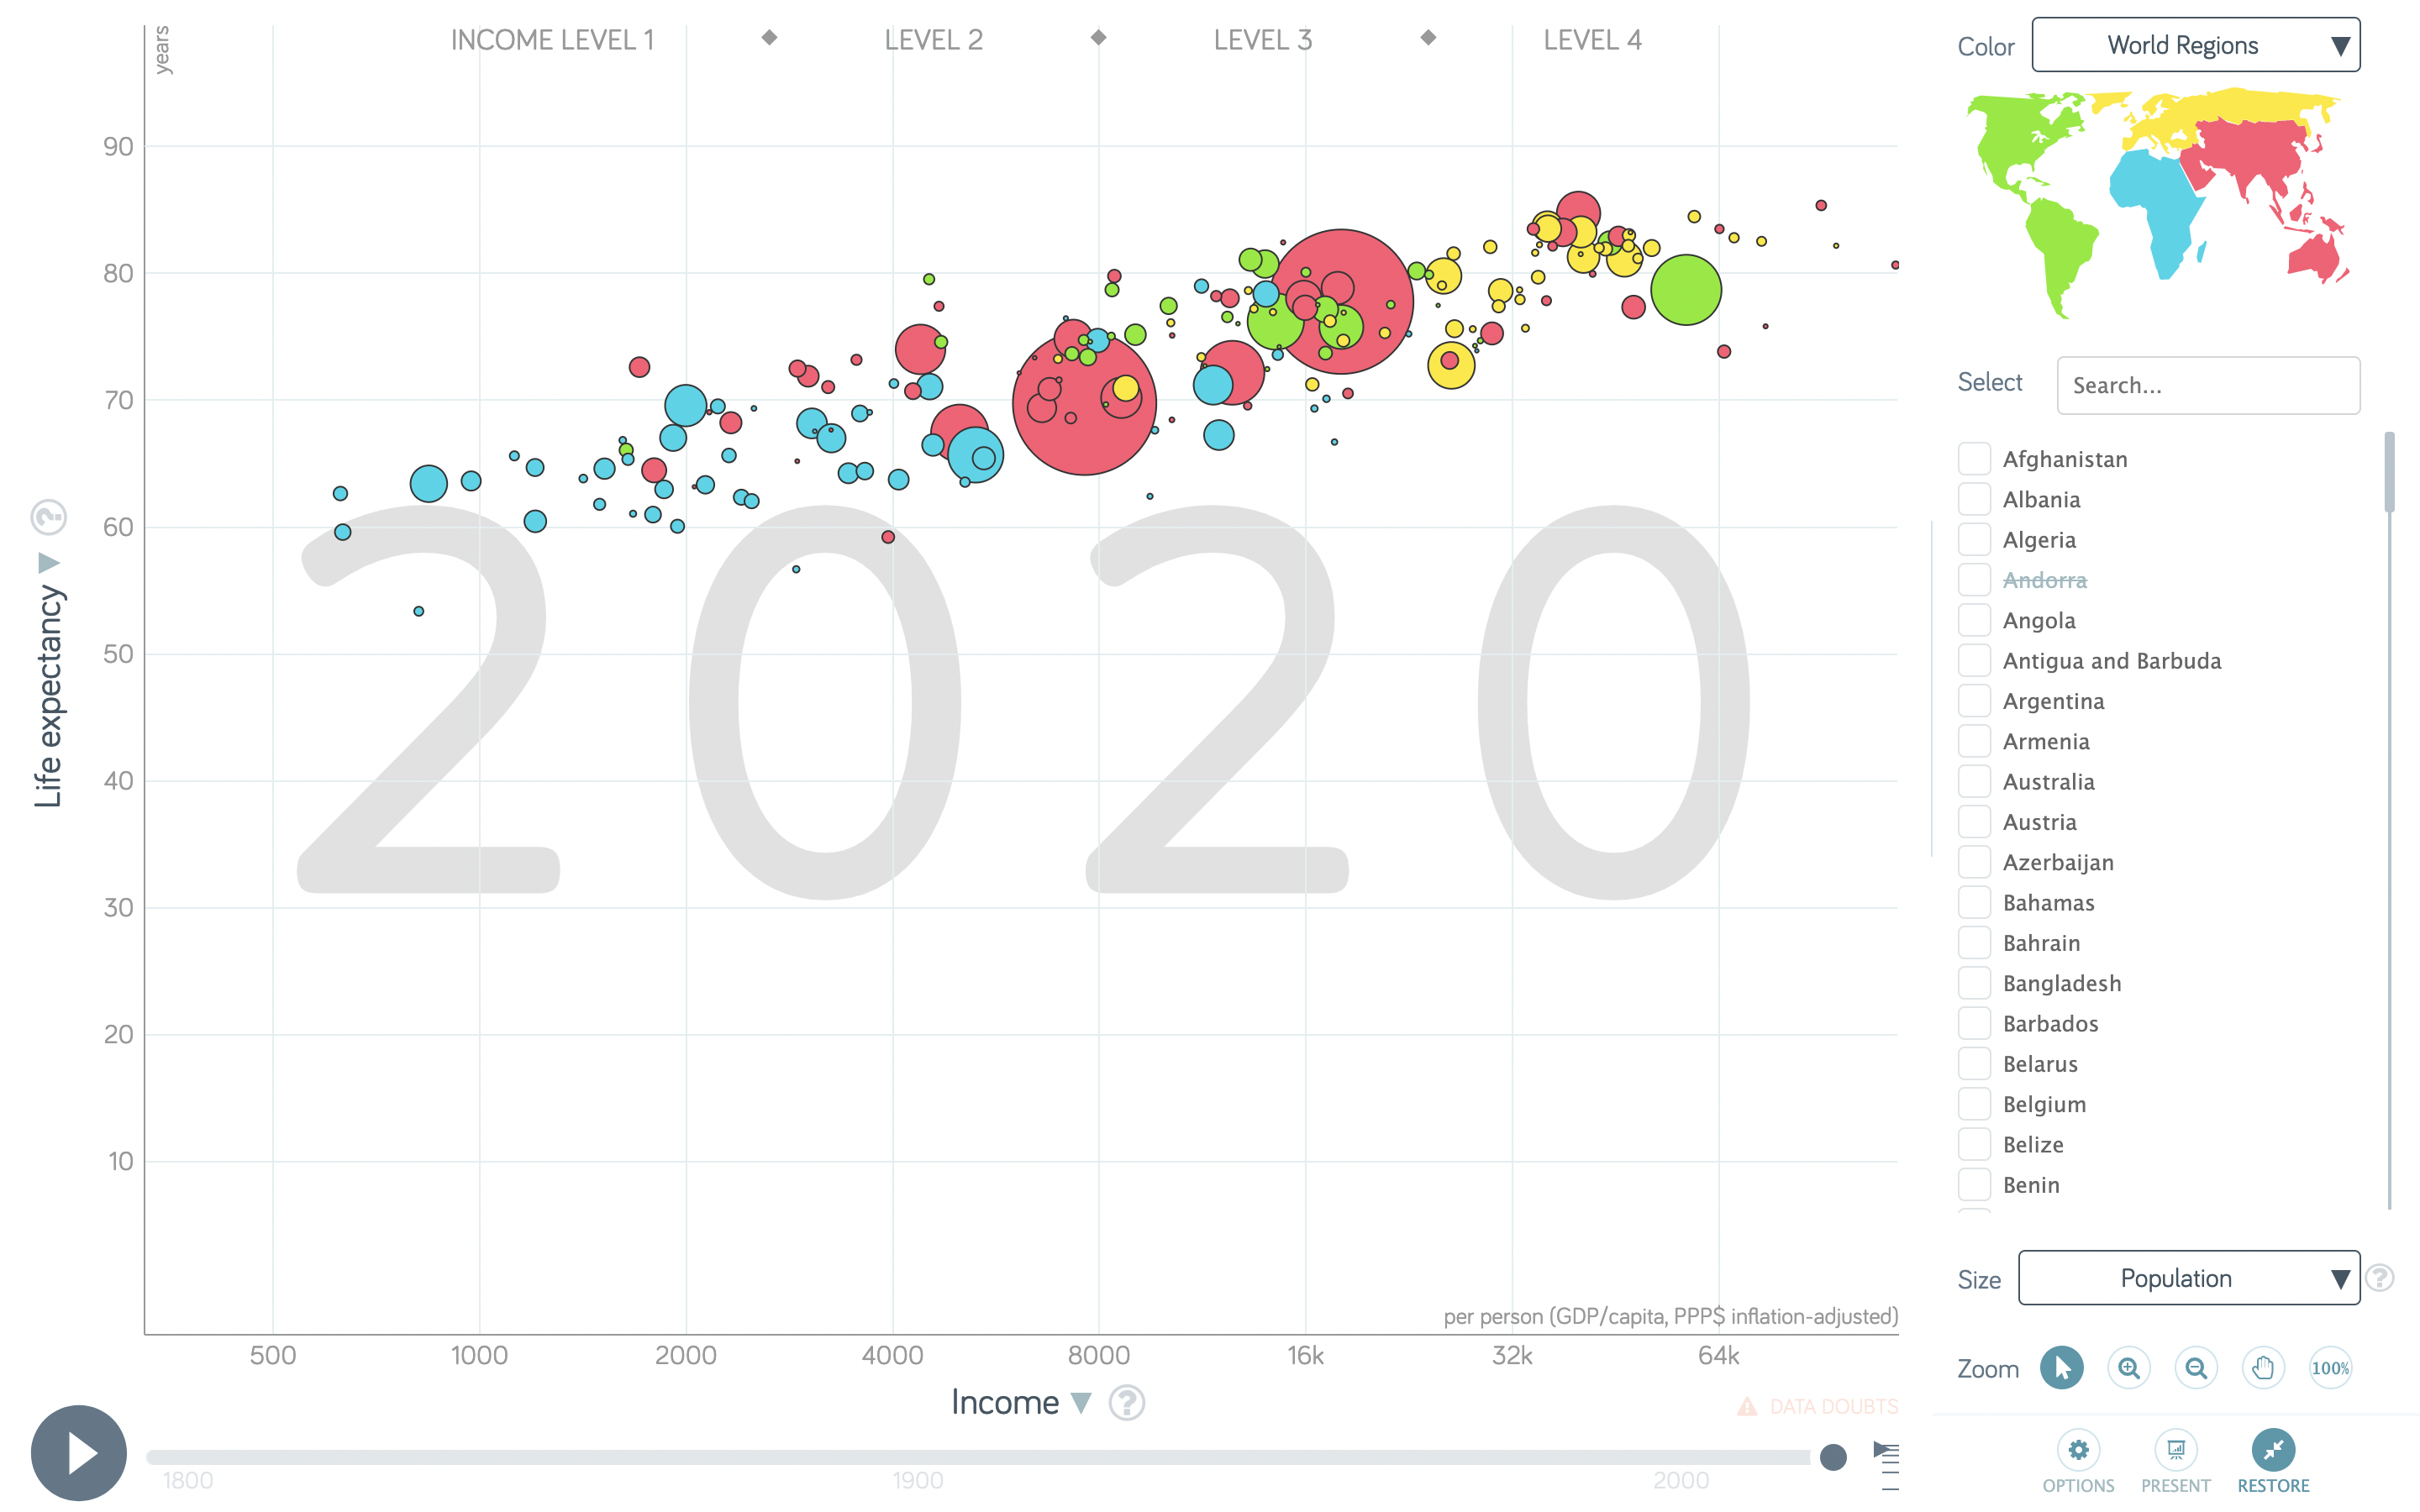 years
INCOME LEVEL 1 ◆ LEVEL 2 ◆ LEVEL 3 ◆ LEVEL 4
90
80
70
60
50
40
30
20
10
Life expectancy ▼ ?
2020
per person (GDP/capita, PPP$ inflation-adjusted)
500 1000 2000 4000 8000 16k 32k 64k
Income ▼ ?
DATA DOUBTS
1800 1900 2000
Color World Regions ▼
Select Search...
Afghanistan
Albania
Algeria
Andorra
Angola
Antigua and Barbuda
Argentina
Armenia
Australia
Austria
Azerbaijan
Bahamas
Bahrain
Bangladesh
Barbados
Belarus
Belgium
Belize
Benin
Size Population ▼ ?
Zoom 100%
OPTIONS PRESENT RESTORE